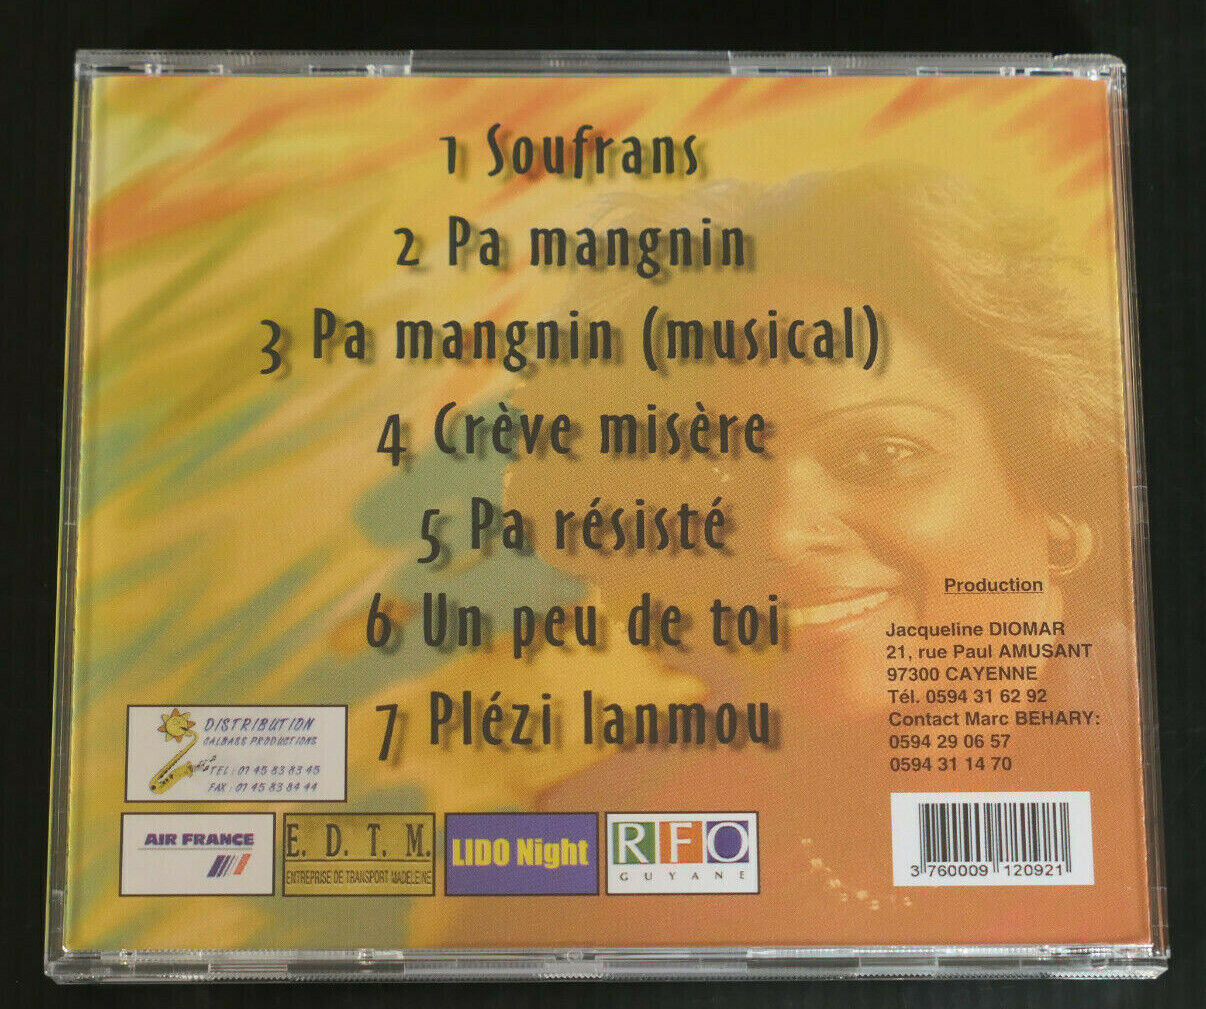 1 Soufrans
2 Pa mangnin
3 Pa mangnin (musical)
4 Crève misère
5 Pa résisté
6 Un peu de toi
7 Plézi lanmou
Production
Jacqueline DIOMAR
21, rue Paul AMUSANT
97300 CAYENNE
Tél. 0594 31 62 92
Contact Marc BEHARY:
0594 29 06 57
0594 31 14 70
DISTRIBUTION
CALBASS PRODUCTIONS
TEL : 01 45 83 83 45
FAX : 01 45 83 84 44
AIR FRANCE
E. D. T. M.
ENTREPRISE DE TRANSPORT MADELEINE
LIDO Night
RFO
GUYANE
3 760009 120921